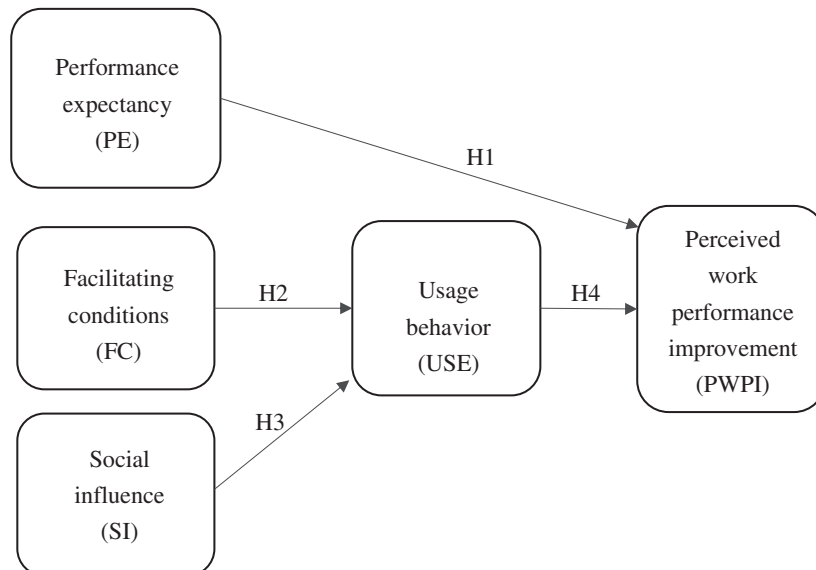 Performance
expectancy
(PE)
H1
Facilitating
conditions
(FC)
H2
Usage
behavior
(USE)
H4
Perceived
work
performance
improvement
(PWPI)
H3
Social
influence
(SI)